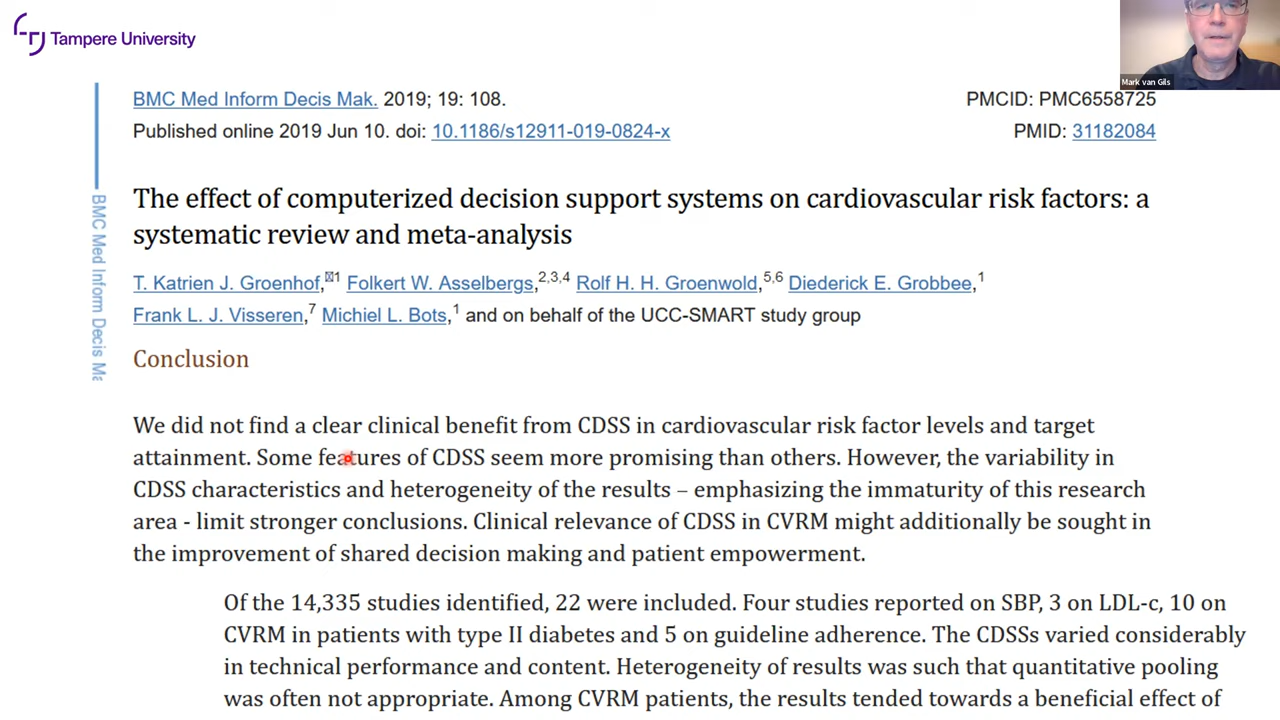 Tampere University
Mark van Gils
BMC Med Inform Decis Mak. 2019; 19: 108.
PMCID: PMC6558725
Published online 2019 Jun 10. doi: 10.1186/s12911-019-0824-x
PMID: 31182084
BMC Med Inform Decis Ma
The effect of computerized decision support systems on cardiovascular risk factors: a
systematic review and meta-analysis
T. Katrien J. Groenhof,1 Folkert W. Asselbergs,2,3,4 Rolf H. H. Groenwold,5,6 Diederick E. Grobbee,1
Frank L. J. Visseren,7 Michiel L. Bots,1 and on behalf of the UCC-SMART study group
Conclusion
We did not find a clear clinical benefit from CDSS in cardiovascular risk factor levels and target
attainment. Some features of CDSS seem more promising than others. However, the variability in
CDSS characteristics and heterogeneity of the results – emphasizing the immaturity of this research
area - limit stronger conclusions. Clinical relevance of CDSS in CVRM might additionally be sought in
the improvement of shared decision making and patient empowerment.
Of the 14,335 studies identified, 22 were included. Four studies reported on SBP, 3 on LDL-c, 10 on
CVRM in patients with type II diabetes and 5 on guideline adherence. The CDSSs varied considerably
in technical performance and content. Heterogeneity of results was such that quantitative pooling
was often not appropriate. Among CVRM patients, the results tended towards a beneficial effect of